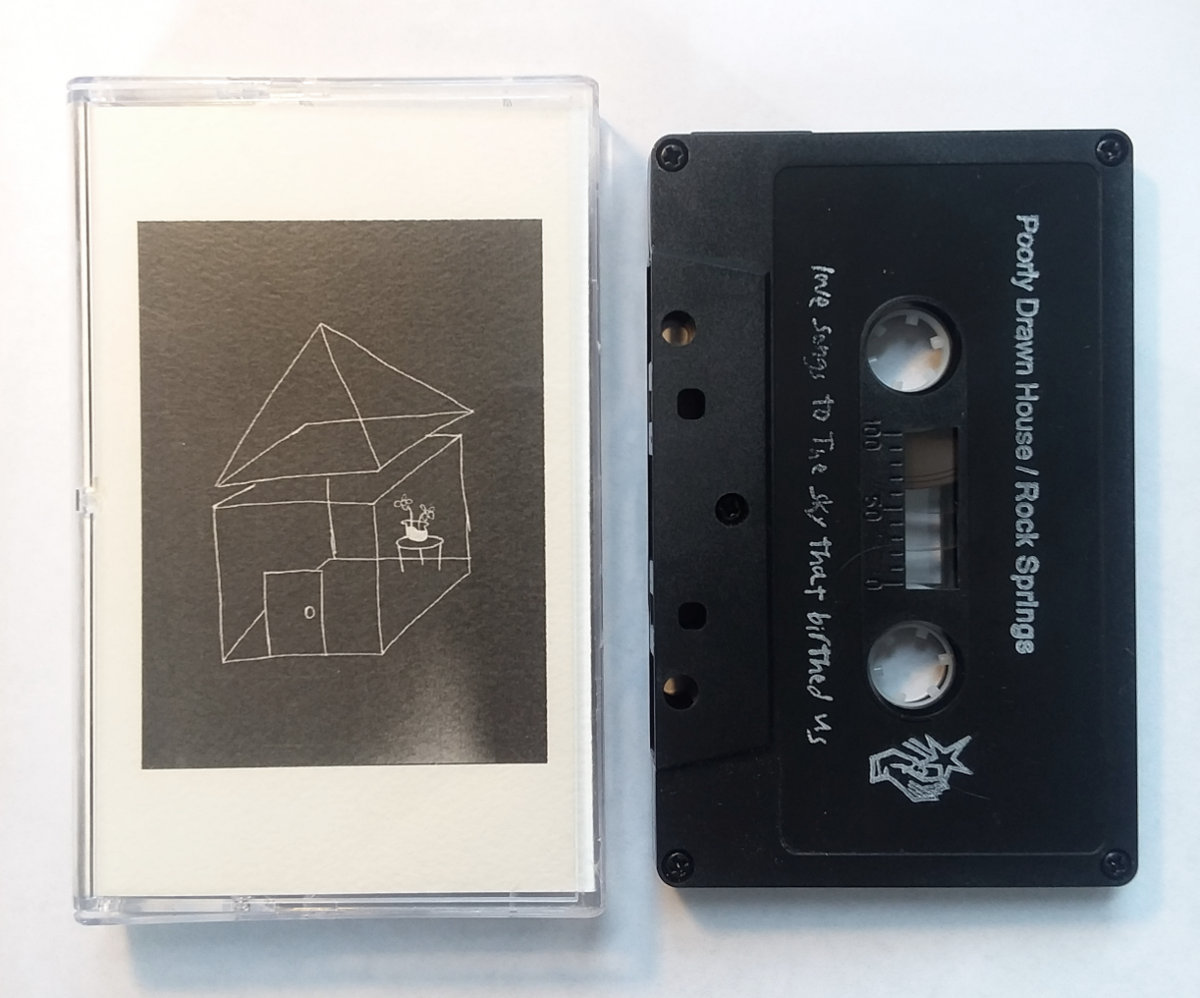 Poorly Drawn House / Rock Springs
love songs to The sky that birthed us
100 50 0